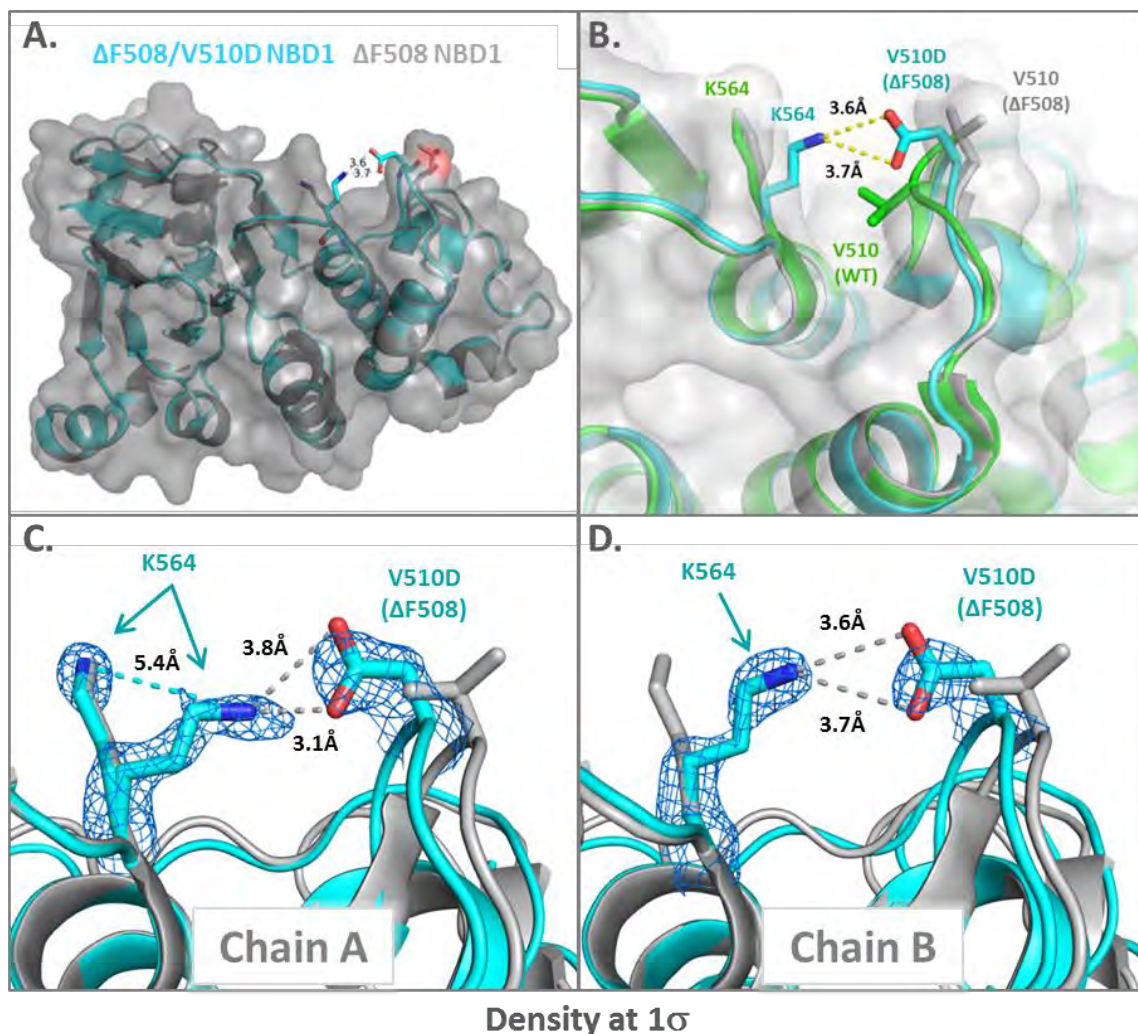 A.
ΔF508/V510D NBD1 ΔF508 NBD1
3.6
3.7
B.
V510D
(ΔF508)
V510
(ΔF508)
K564
K564
3.6Å
3.7Å
V510
(WT)
C.
K564
V510D
(ΔF508)
5.4Å
3.8Å
3.1Å
Chain A
D.
K564
V510D
(ΔF508)
3.6Å
3.7Å
Chain B
Density at 1σ